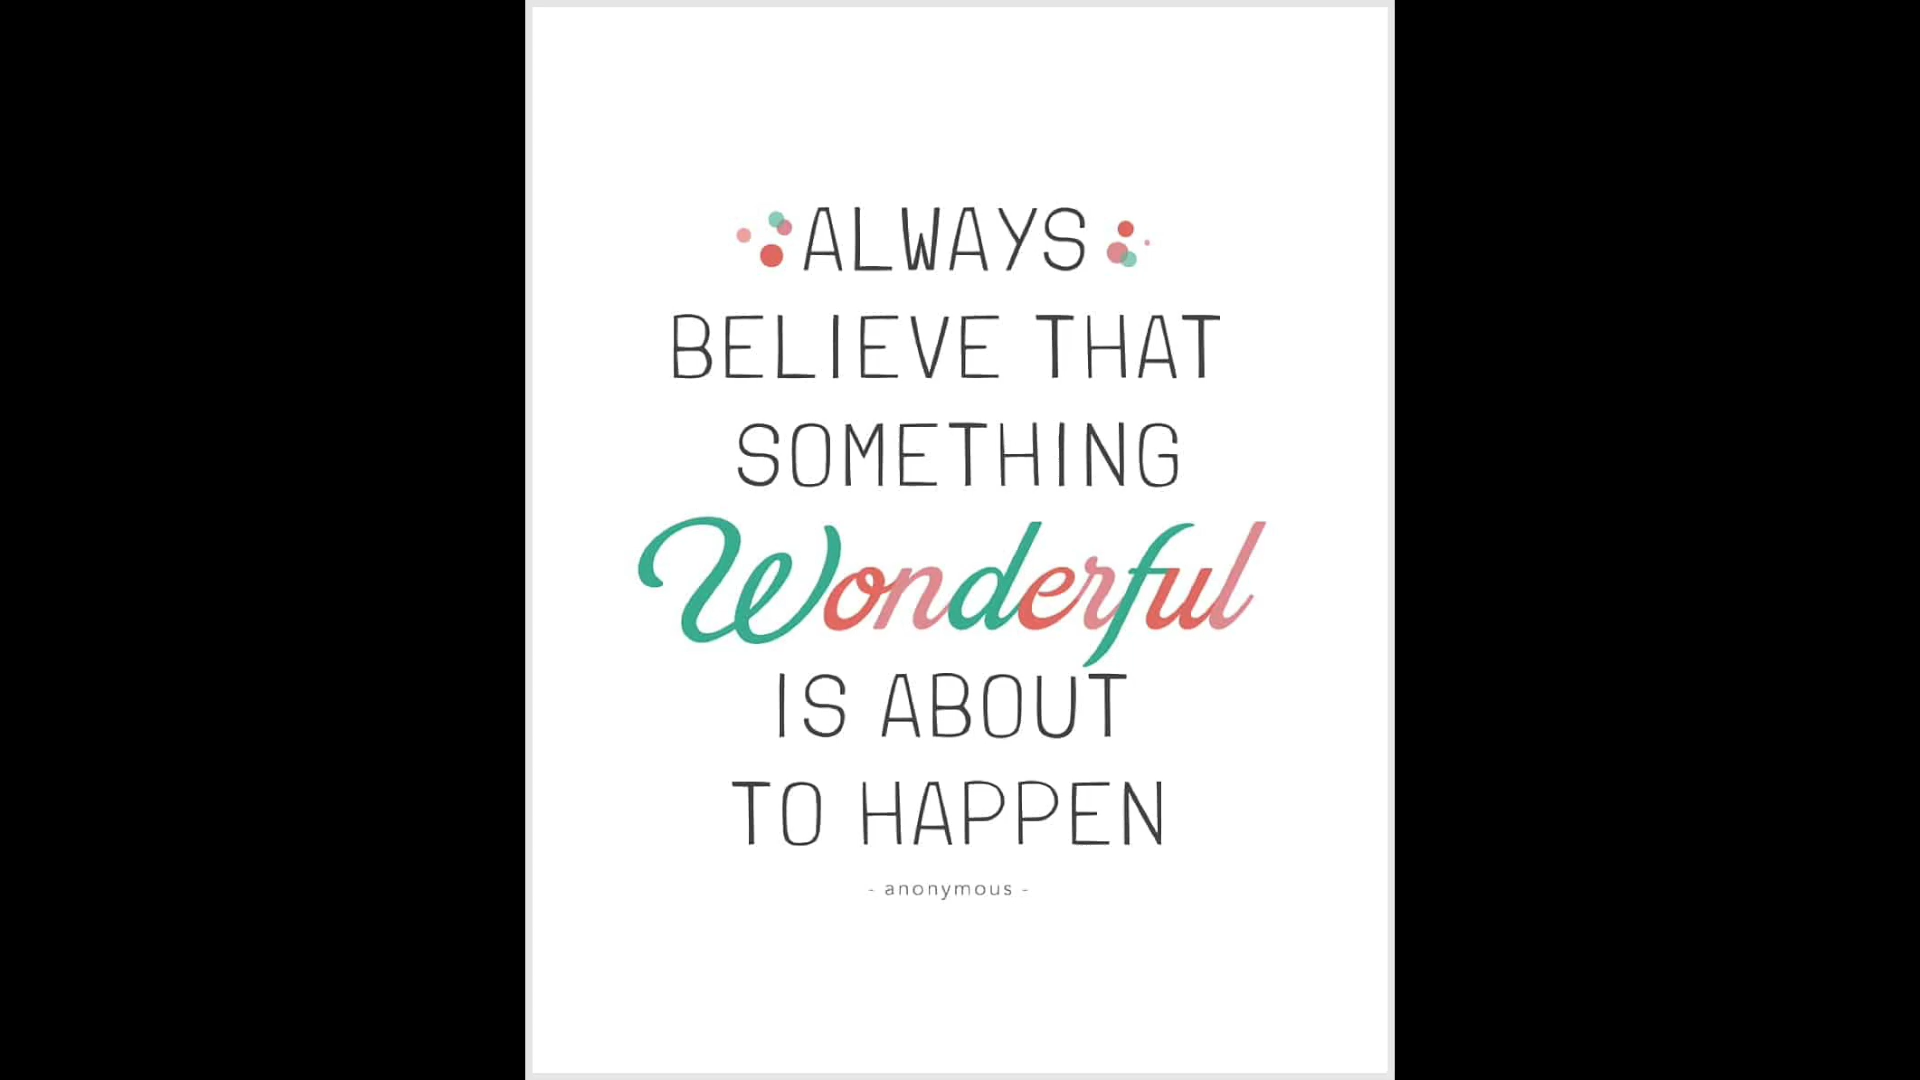 ALWAYS
BELIEVE THAT
SOMETHING
Wonderful
IS ABOUT
TO HAPPEN
- anonymous -